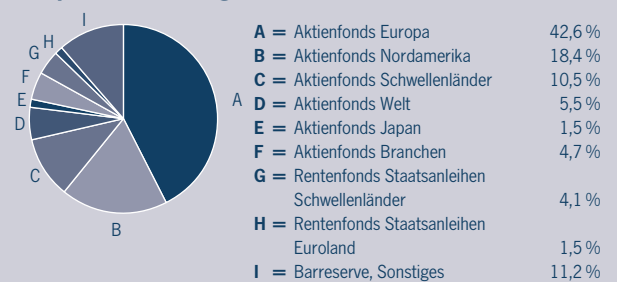 I
H
G
F
E
D
C
B
A
A = Aktienfonds Europa 42,6 %
B = Aktienfonds Nordamerika 18,4 %
C = Aktienfonds Schwellenländer 10,5 %
D = Aktienfonds Welt 5,5 %
E = Aktienfonds Japan 1,5 %
F = Aktienfonds Branchen 4,7 %
G = Rentenfonds Staatsanleihen
Schwellenländer 4,1 %
H = Rentenfonds Staatsanleihen
Euroland 1,5 %
I = Barreserve, Sonstiges 11,2 %